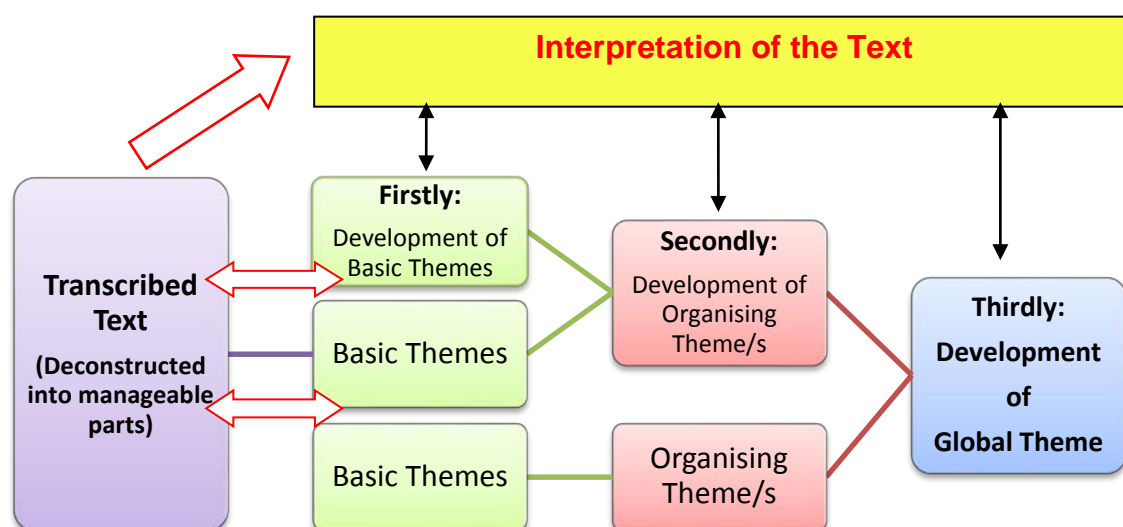 Interpretation of the Text
Transcribed
Text
(Deconstructed
into manageable
parts)
Firstly:
Development of
Basic Themes
Basic Themes
Basic Themes
Secondly:
Development of
Organising
Theme/s
Organising
Theme/s
Thirdly:
Development
of
Global Theme